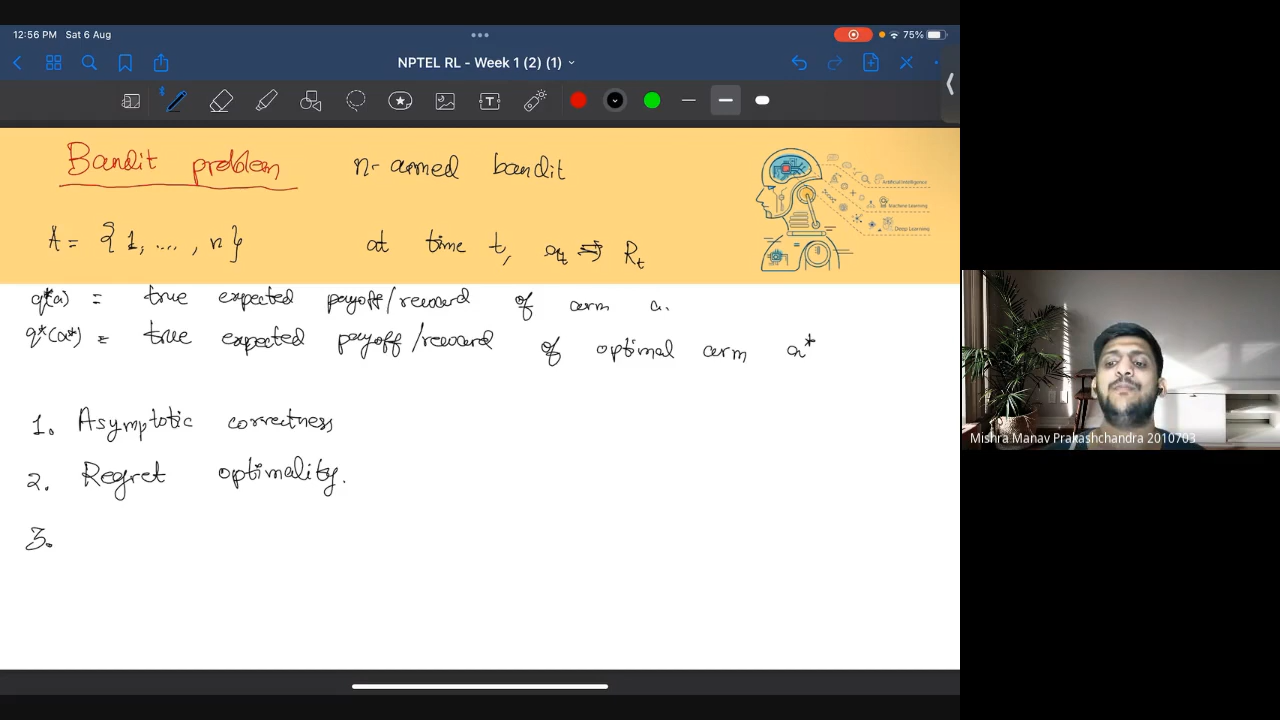 12:56 PM Sat 6 Aug
75%
NPTEL RL - Week 1 (2) (1)
Bandit problem n-armed bandit
Artificial Intelligence
Machine Learning
Deep Learning
A = {1, ...., n} at time t, a_t ⇌ R_t
q*(a) = true expected payoff/reward of arm a.
q*(a*) = true expected payoff/reward of optimal arm a*
1. Asymptotic correctness
2. Regret optimality.
3.
Mishra Manav Prakashchandra 2010703